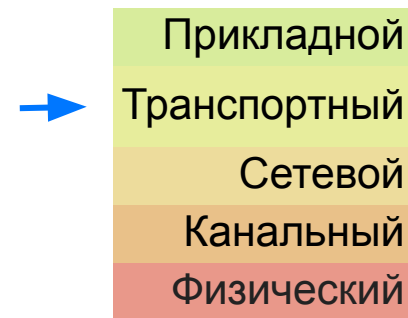 Прикладной
Транспортный
Сетевой
Канальный
Физический